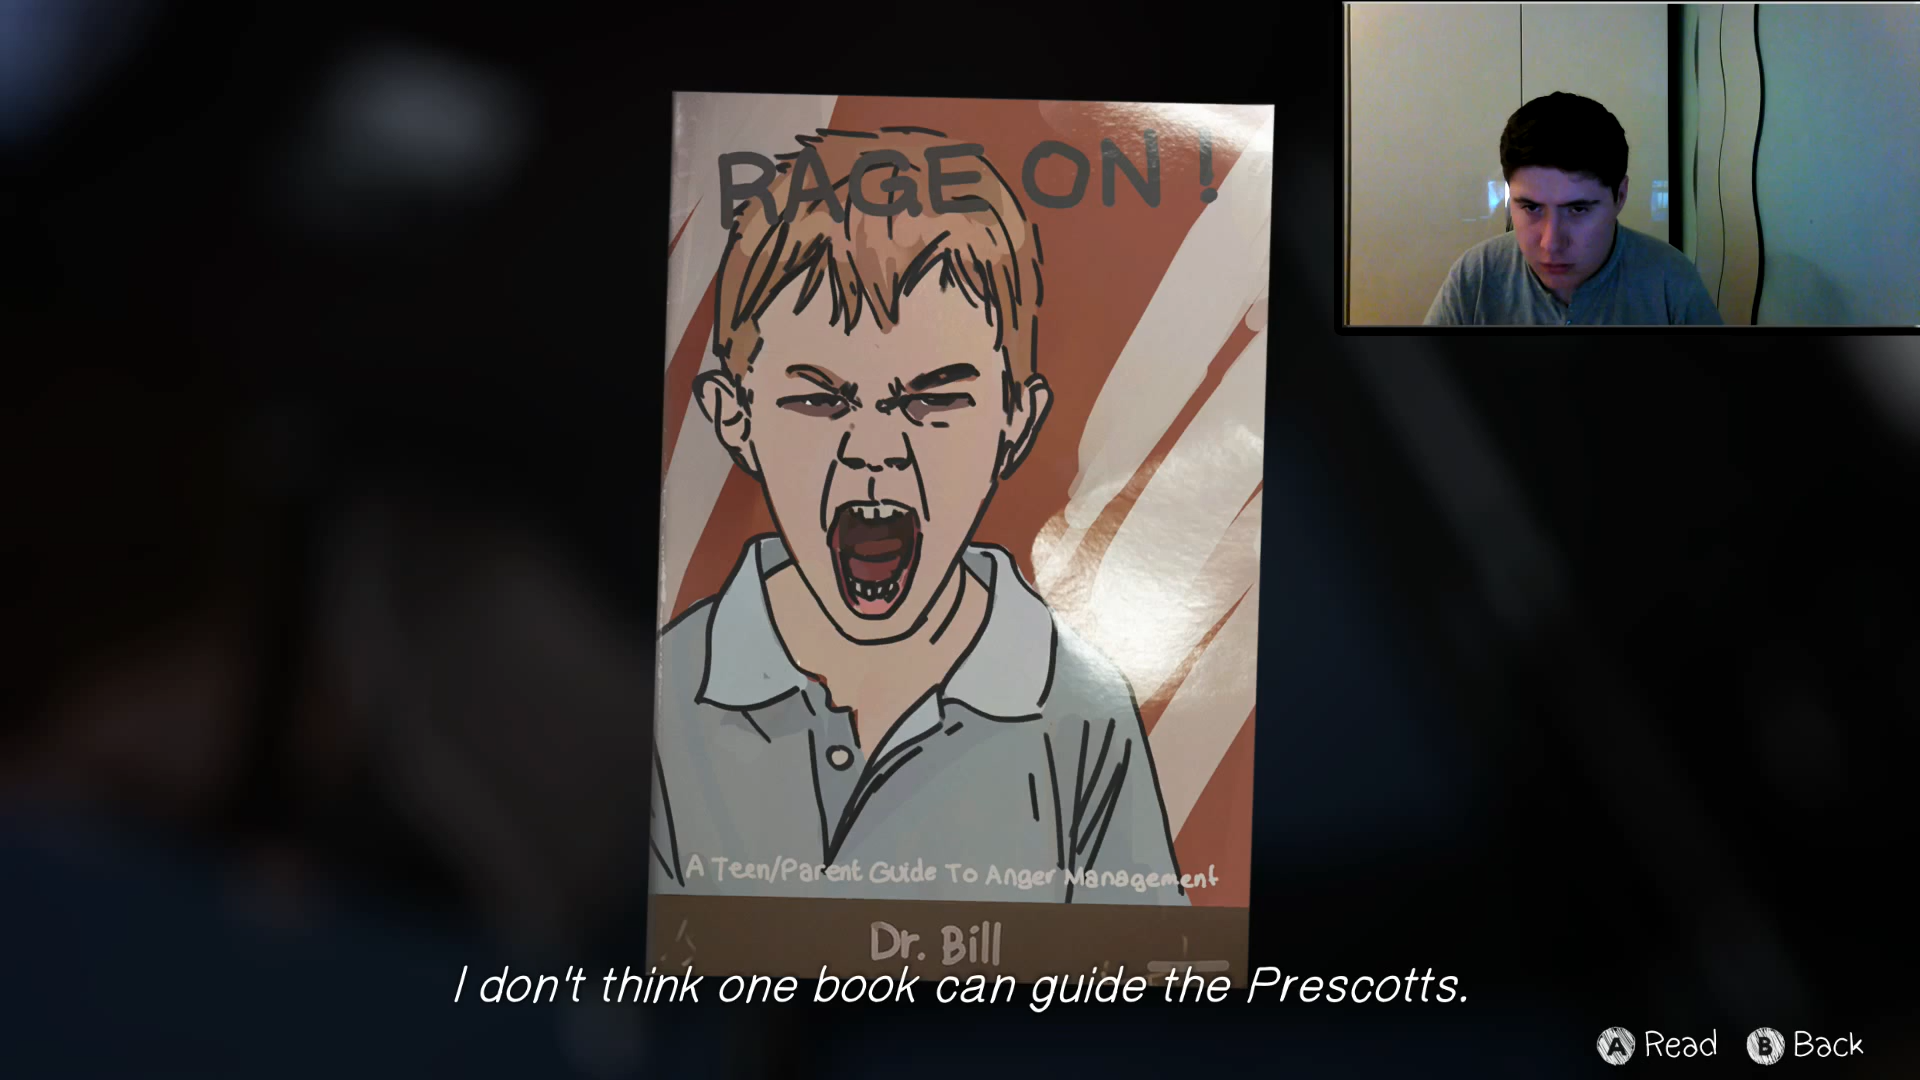 RAGE ON!
A Teen/Parent Guide To Anger Management
Dr. Bill
I don't think one book can guide the Prescotts.
A Read B Back